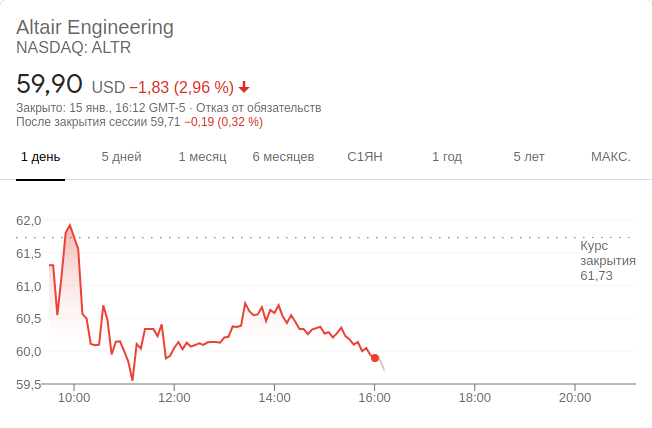 Altair Engineering
NASDAQ: ALTR
59,90 USD −1,83 (2,96 %)
Закрыто: 15 янв., 16:12 GMT-5 · Отказ от обязательств
После закрытия сессии 59,71 −0,19 (0,32 %)
1 день 5 дней 1 месяц 6 месяцев С1ЯН 1 год 5 лет МАКС.
62,0
Курс
закрытия
61,73
61,5
61,0
60,5
60,0
59,5
10:00 12:00 14:00 16:00 18:00 20:00